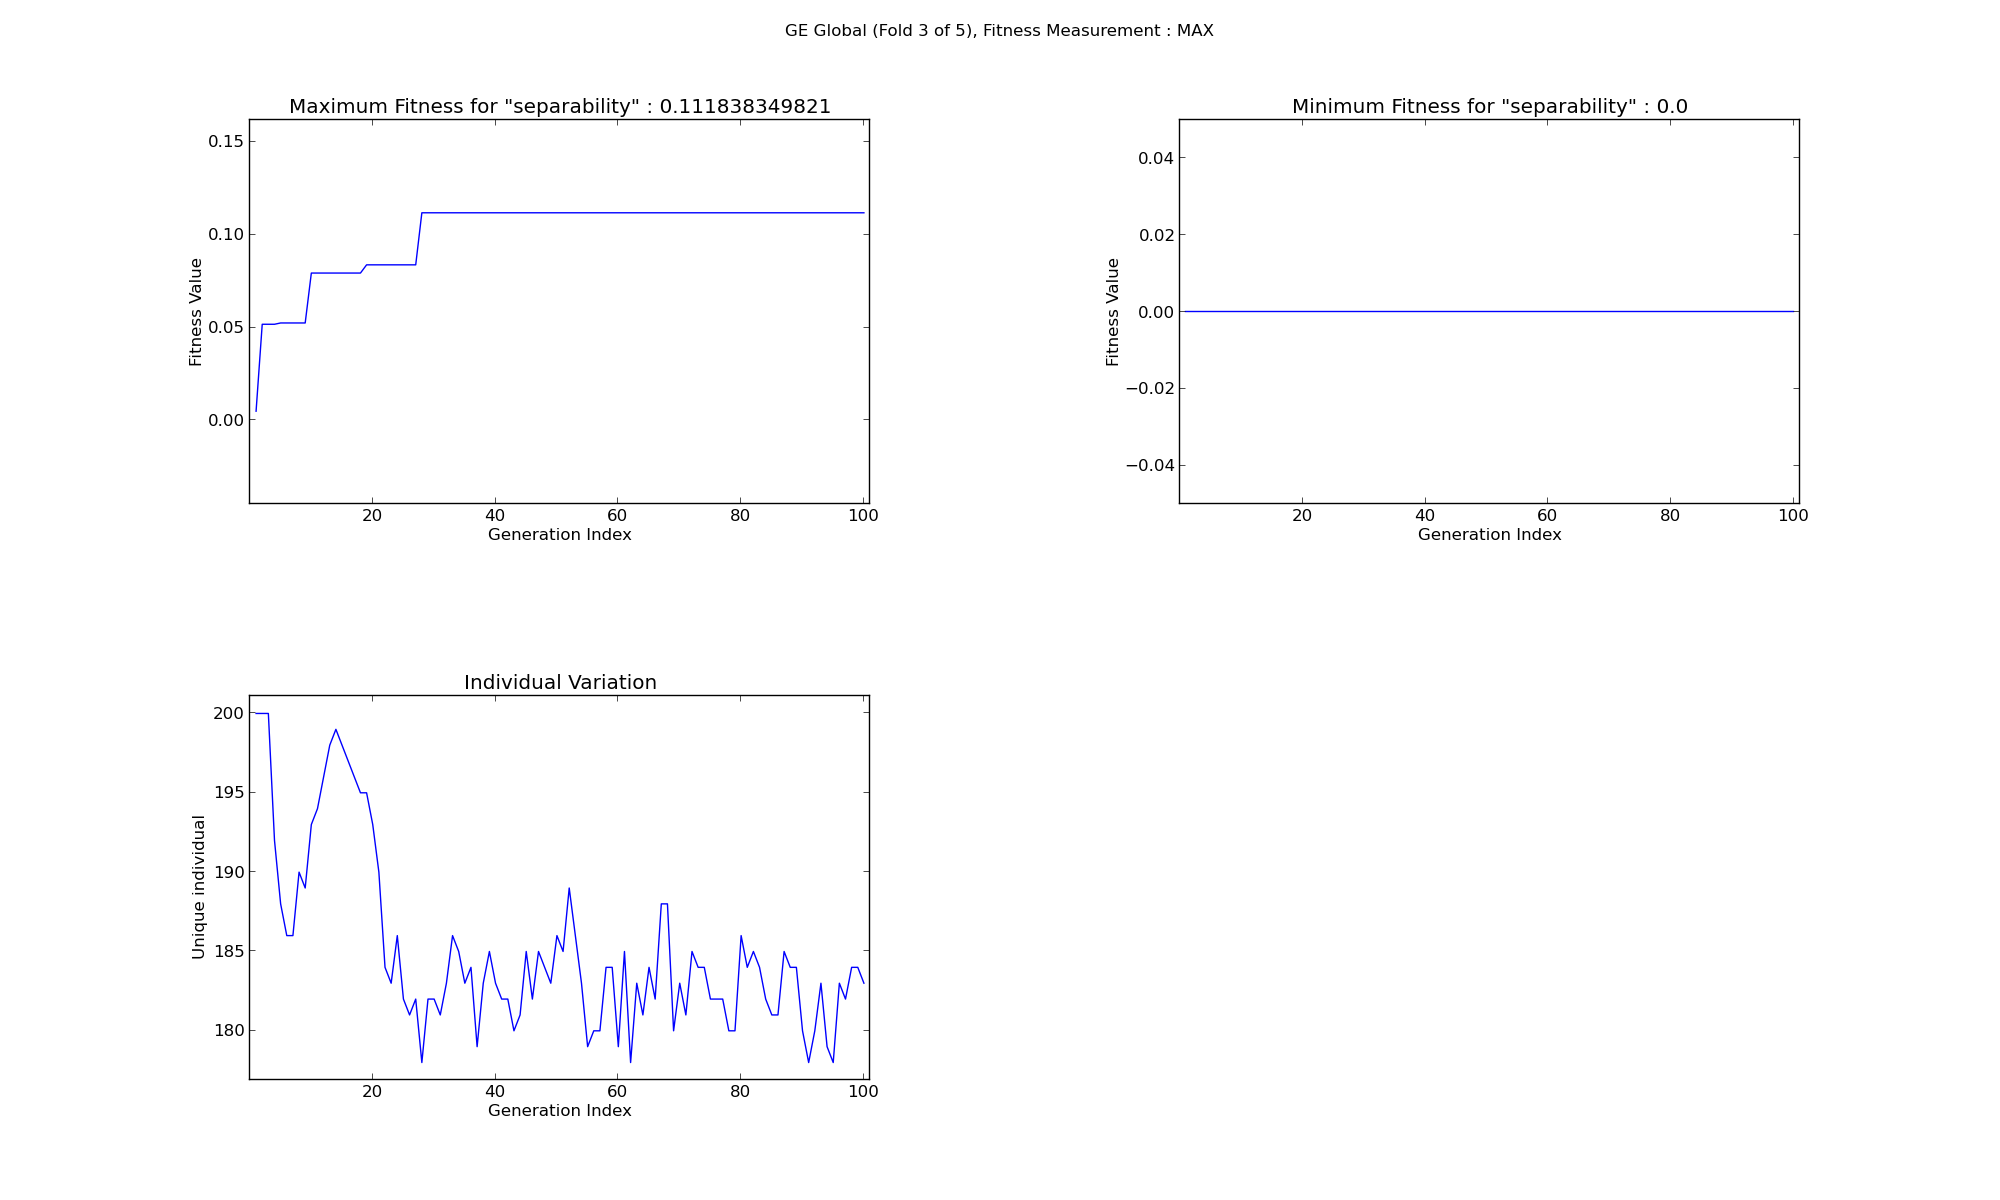 GE Global (Fold 3 of 5), Fitness Measurement : MAX
Maximum Fitness for "separability" : 0.111838349821
0.15
0.10
0.05
0.00
Fitness Value
20 40 60 80 100
Generation Index
Minimum Fitness for "separability" : 0.0
0.04
0.02
0.00
−0.02
−0.04
Fitness Value
20 40 60 80 100
Generation Index
Individual Variation
200
195
190
185
180
Unique individual
20 40 60 80 100
Generation Index